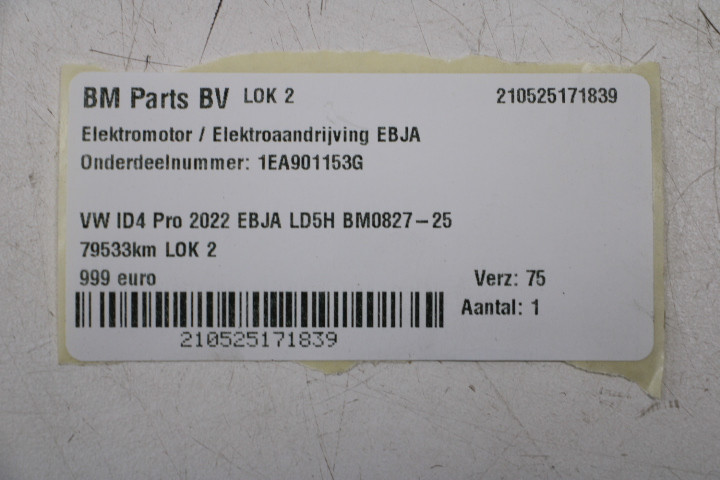 BM Parts BV LOK 2 210525171839
Elektromotor / Elektroaandrijving EBJA
Onderdeelnummer: 1EA901153G
VW ID4 Pro 2022 EBJA LD5H BM0827-25
79533km LOK 2
999 euro Verz: 75
Aantal: 1
210525171839